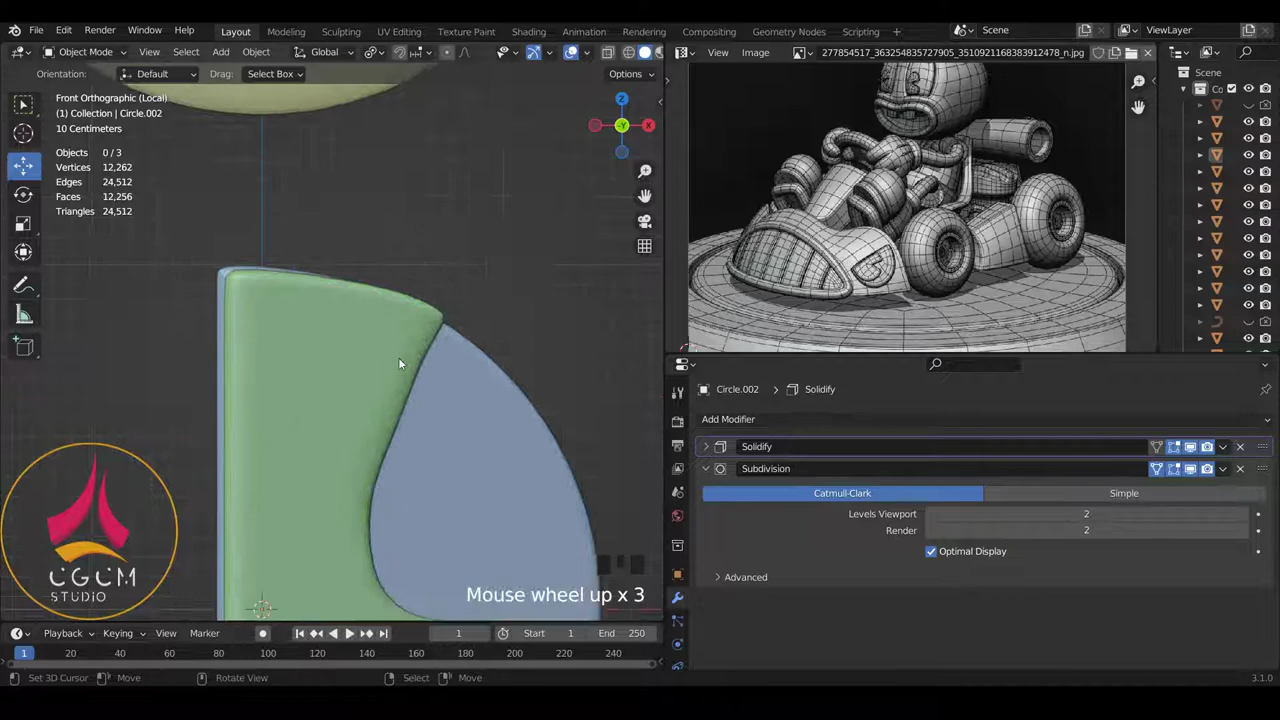 File Edit Render Window Help Layout Modeling Sculpting UV Editing Texture Paint Shading Animation Rendering Compositing Geometry Nodes Scripting Scene ViewLayer
Object Mode View Select Add Object Global View Image 277854517_363254835727905_3510921168383912478_n.jpg
Orientation: Default Drag: Select Box Options Scene
Front Orthographic (Local)
(1) Collection | Circle.002
10 Centimeters
Objects 0 / 3
Vertices 12,262
Edges 24,512
Faces 12,256
Triangles 24,512
Z
-Y
X
Co
Circle.002 > Solidify
Add Modifier
Solidify
Subdivision
Catmull-Clark Simple
Levels Viewport 2
Render 2
Optimal Display
Advanced
CGCM
STUDIO
Mouse wheel up x 3
Playback Keying View Marker 1 Start 1 End 250
1 20 40 60 80 100 120 140 160 180 200 220 240
Set 3D Cursor Move Rotate View Select Move 3.1.0